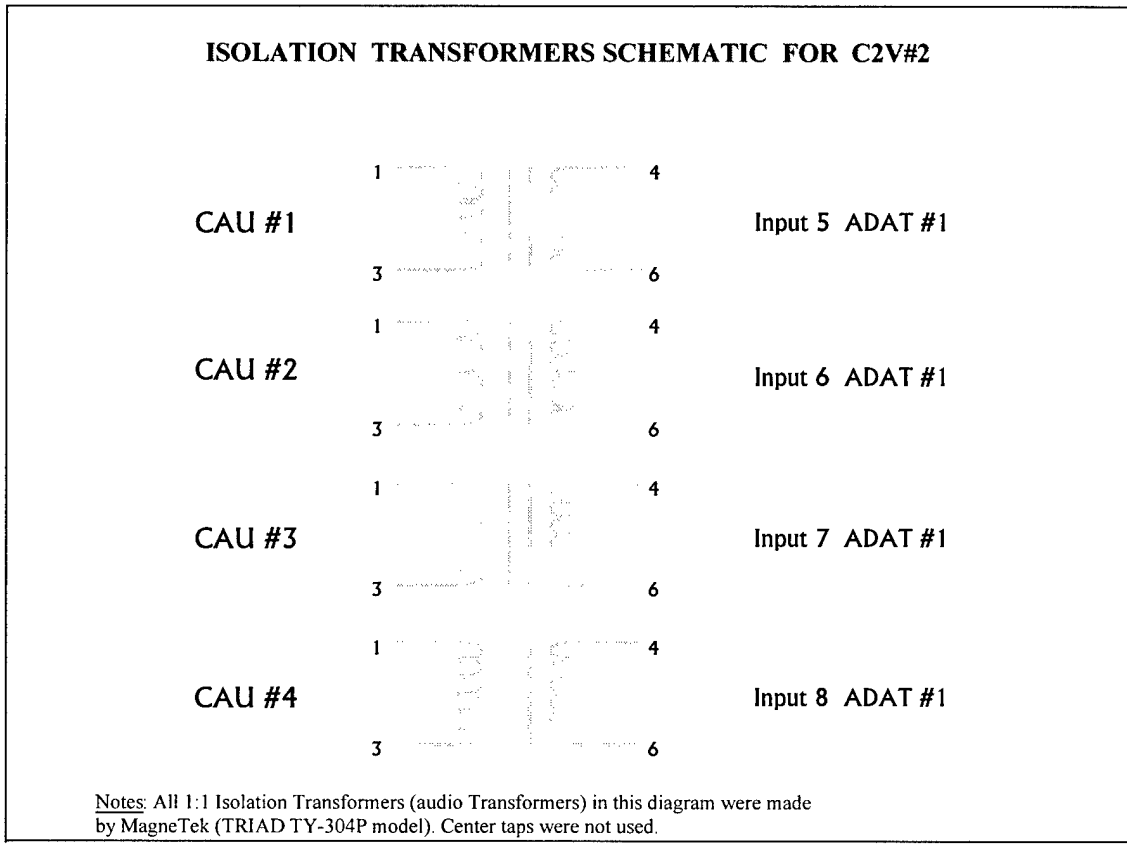 ISOLATION TRANSFORMERS SCHEMATIC FOR C2V#2
1 4
CAU #1 Input 5 ADAT #1
3 6
1 4
CAU #2 Input 6 ADAT #1
3 6
1 4
CAU #3 Input 7 ADAT #1
3 6
1 4
CAU #4 Input 8 ADAT #1
3 6
Notes: All 1:1 Isolation Transformers (audio Transformers) in this diagram were made
by MagneTek (TRIAD TY-304P model). Center taps were not used.